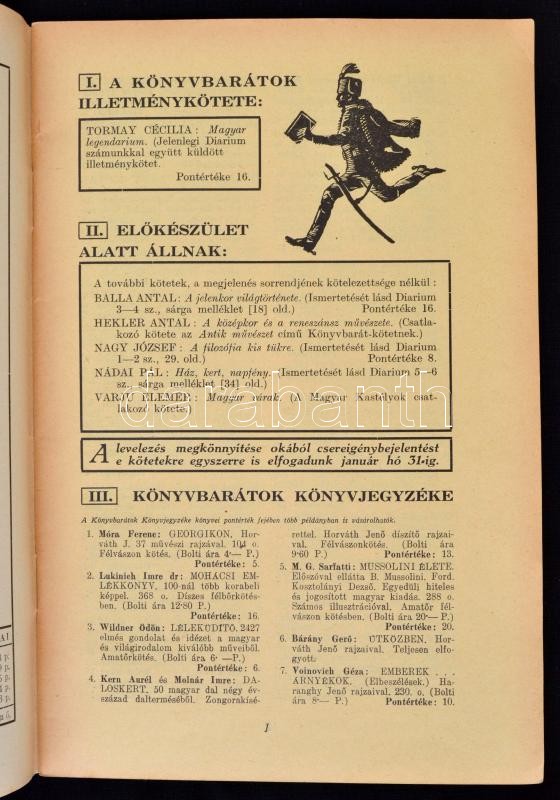 I. A KÖNYVBARÁTOK
ILLETMÉNYKÖTETE:
TORMAY CÉCILIA: Magyar
legendarium. (Jelenlegi Diarium
számunkkal együtt küldött
illetménykötet.
Pontértéke 16.
II. ELŐKÉSZÜLET
ALATT ÁLLNAK:
A további kötetek, a megjelenés sorrendjének kötelezettsége nélkül:
BALLA ANTAL: A jelenkor világtörténete. (Ismertetését lásd Diarium
3—4 sz., sárga melléklet [18] old.) Pontértéke 16.
HEKLER ANTAL: A középkor és a reneszánsz művészete. (Csatla-
kozó kötete az Antik művészet című Könyvbarát-kötetnek.)
NAGY JÓZSEF: A filozófia kis tükre. (Ismertetését lásd Diarium
1—2 sz., 29. old.) Pontértéke 8.
NÁDAI PÁL: Ház, kert, napfény. (Ismertetését lásd Diarium 5—6
sz. sárga melléklet [34] old.)
VARJU ELEMÉR: Magyar várak. (A Magyar Kastélyok csat-
lakozó kötete.)
darabanth
A levelezés megkönnyítése okából csereigénybejelentést
e kötetekre egyszerre is elfogadunk január hó 31-ig.
III. KÖNYVBARÁTOK KÖNYVJEGYZÉKE
A Könyvbarátok Könyvjegyzéke könyvei pontérték fejében több példányban is vásárolhatók.
1. Móra Ferenc: GEORGIKON, Hor-
váth J. 37 művészi rajzával. 104 o.
Félvászon kötés. (Bolti ára 4·— P.)
Pontértéke: 5.
2. Lukinich Imre dr: MOHÁCSI EM-
LÉKKÖNYV, 100-nál több korabeli
képpel. 368 o. Díszes félbőrkötés-
ben. (Bolti ára 12·80 P.)
Pontértéke: 16.
3. Wildner Ödön: LÉLEKÜDÍTŐ. 2427
elmés gondolat és idézet a magyar
és világirodalom kiválóbb műveiből.
Amatőrkötés. (Bolti ára 6·—P.)
Pontértéke: 6.
4. Kern Aurél és Molnár Imre: DA-
LOSKERT, 50 magyar dal négy év-
század dalterméséből. Zongorakísé-
rettel. Horváth Jenő díszítő rajzai-
val. Félvászonkötés. (Bolti ára
9·60 P.) Pontértéke: 13.
5. M. G. Sarfatti: MUSSOLINI ÉLETE.
Előszóval ellátta B. Mussolini. Ford.
Kosztolányi Dezső. Egyedüli hiteles
és jogosított magyar kiadás. 288 o.
Számos illusztrációval. Amatőr fél-
vászon kötésben. (Bolti ára 20·— P.)
Pontértéke: 20.
6. Bárány Gerő: ÜTKÖZBEN, Hor-
váth Jenő rajzaival. Teljesen elfo-
gyott.
7. Voinovich Géza: EMBEREK . . .
ÁRNYÉKOK. (Elbeszélések.) Ha-
ranghy Jenő rajzaival. 230. o. (Bolti
ára 8·— P.) Pontértéke: 10.
1